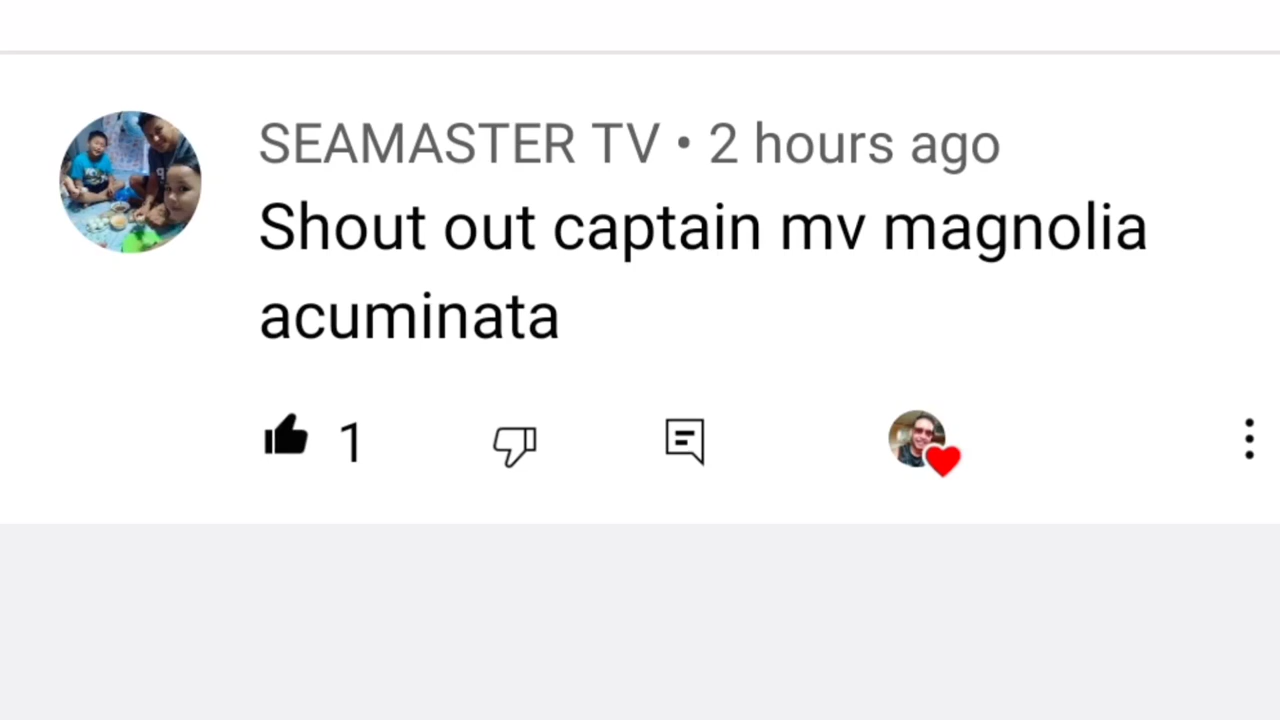 SEAMASTER TV • 2 hours ago
Shout out captain mv magnolia
acuminata
1